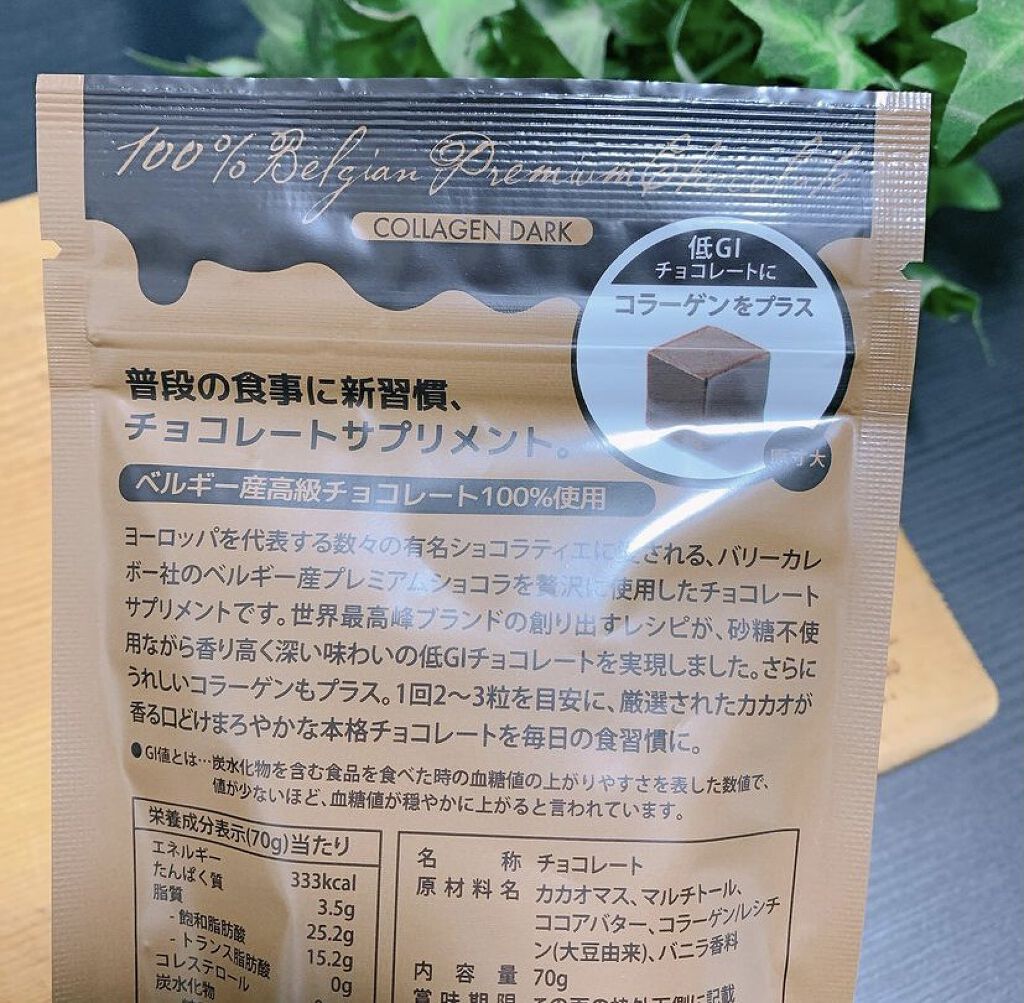 100% Belgian Premium Chocolate
COLLAGEN DARK
低GI
チョコレートに
コラーゲンをプラス
原寸大
普段の食事に新習慣、
チョコレートサプリメント。
ベルギー産高級チョコレート100%使用
ヨーロッパを代表する数々の有名ショコラティエに愛される、バリーカレ
ボー社のベルギー産プレミアムショコラを贅沢に使用したチョコレート
サプリメントです。世界最高峰ブランドの創り出すレシピが、砂糖不使
用ながら香り高く深い味わいの低GIチョコレートを実現しました。さらに
うれしいコラーゲンもプラス。1回2〜3粒を目安に、厳選されたカカオが
香る口どけまろやかな本格チョコレートを毎日の食習慣に。
●GI値とは…炭水化物を含む食品を食べた時の血糖値の上がりやすさを表した数値で、
値が少ないほど、血糖値が穏やかに上がると言われています。
栄養成分表示(70g)当たり
エネルギー 333kcal
たんぱく質 3.5g
脂質 25.2g
- 飽和脂肪酸 15.2g
- トランス脂肪酸 0g
コレステロール
炭水化物
名称 チョコレート
原材料名 カカオマス、マルチトール、
ココアバター、コラーゲン/レシチ
ン(大豆由来)、バニラ香料
内容量 70g
賞味期限 この面の枠外下側に記載